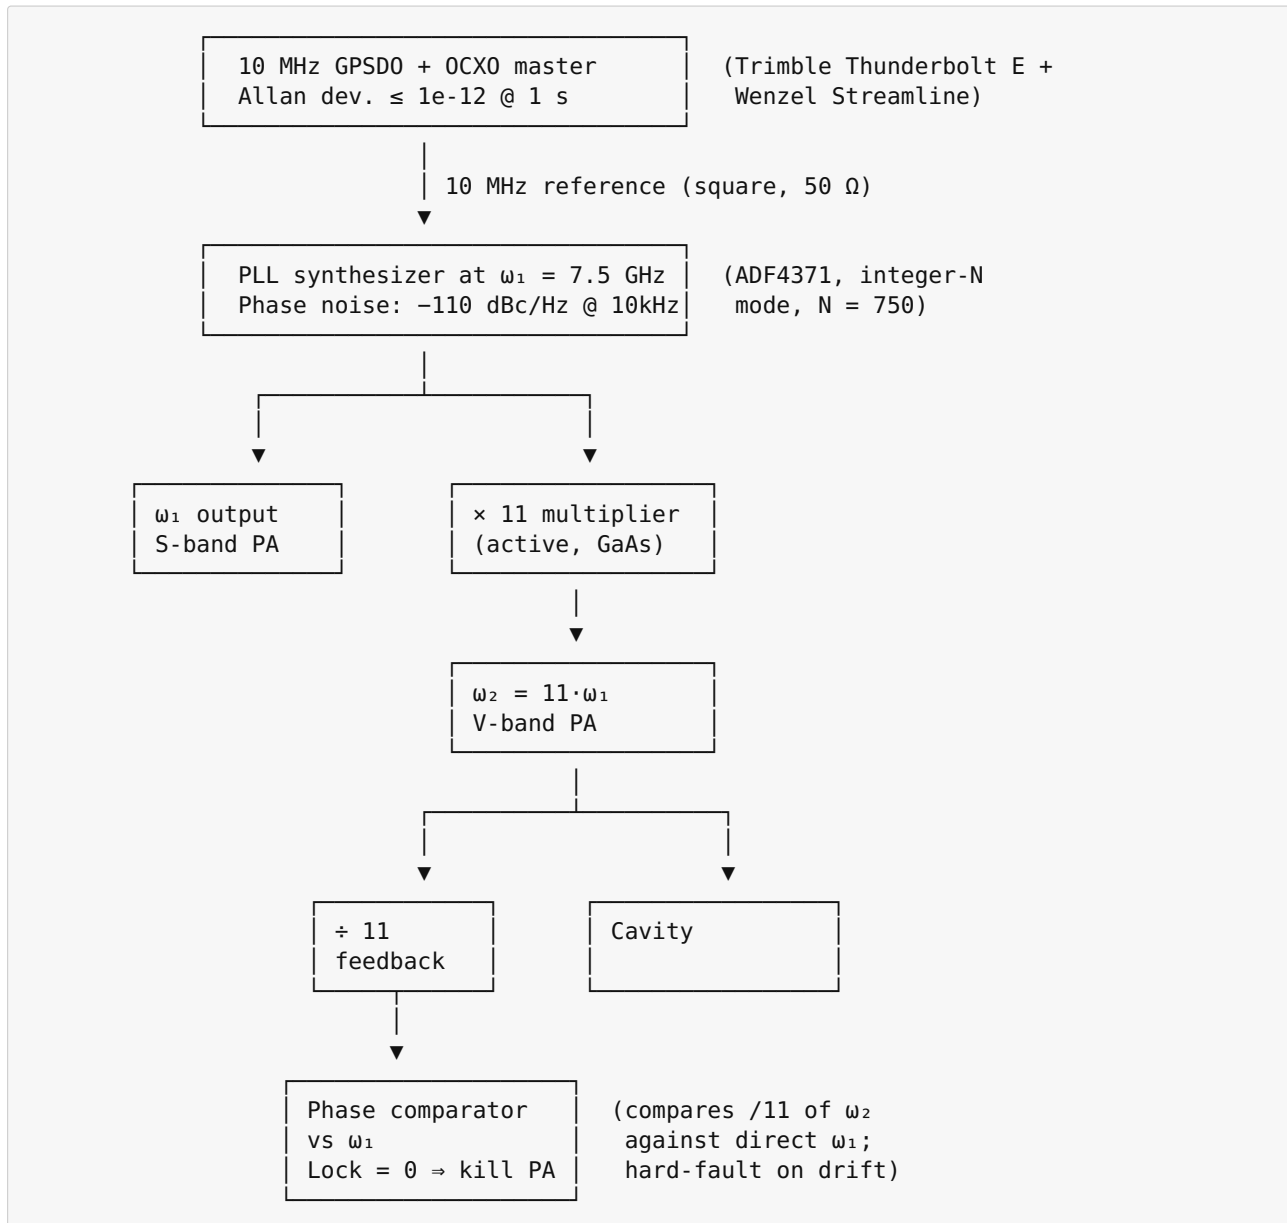 10 MHz GPSDO + OCXO master (Trimble Thunderbolt E +
Allan dev. ≤ 1e-12 @ 1 s Wenzel Streamline)
10 MHz reference (square, 50 Ω)
PLL synthesizer at ω₁ = 7.5 GHz (ADF4371, integer-N
Phase noise: −110 dBc/Hz @ 10kHz mode, N = 750)
ω₁ output × 11 multiplier
S-band PA (active, GaAs)
ω₂ = 11·ω₁
V-band PA
÷ 11 Cavity
feedback
Phase comparator (compares /11 of ω₂
vs ω₁ against direct ω₁;
Lock = 0 ⇒ kill PA hard-fault on drift)